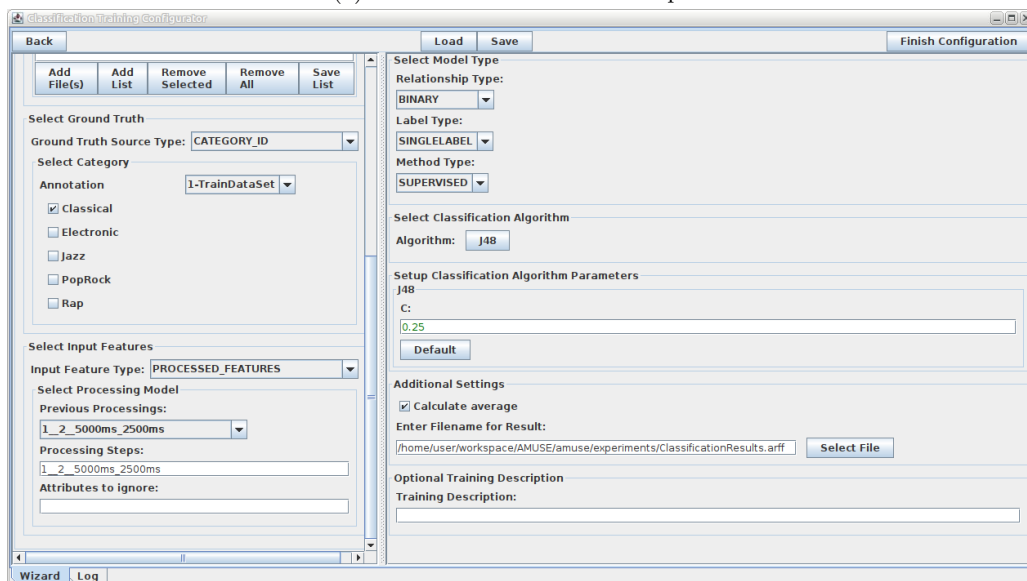 Classification Training Configurator
Back
Load
Save
Finish Configuration
Add File(s)
Add List
Remove Selected
Remove All
Save List
Select Ground Truth
Ground Truth Source Type: CATEGORY_ID
Select Category
Annotation 1-TrainDataSet
Classical
Electronic
Jazz
PopRock
Rap
Select Input Features
Input Feature Type: PROCESSED_FEATURES
Select Processing Model
Previous Processings:
1__2__5000ms_2500ms
Processing Steps:
1__2__5000ms_2500ms
Attributes to ignore:
Select Model Type
Relationship Type:
BINARY
Label Type:
SINGLELABEL
Method Type:
SUPERVISED
Select Classification Algorithm
Algorithm: J48
Setup Classification Algorithm Parameters
J48
C:
0.25
Default
Additional Settings
Calculate average
Enter Filename for Result:
/home/user/workspace/AMUSE/amuse/experiments/ClassificationResults.arff Select File
Optional Training Description
Training Description:
Wizard Log